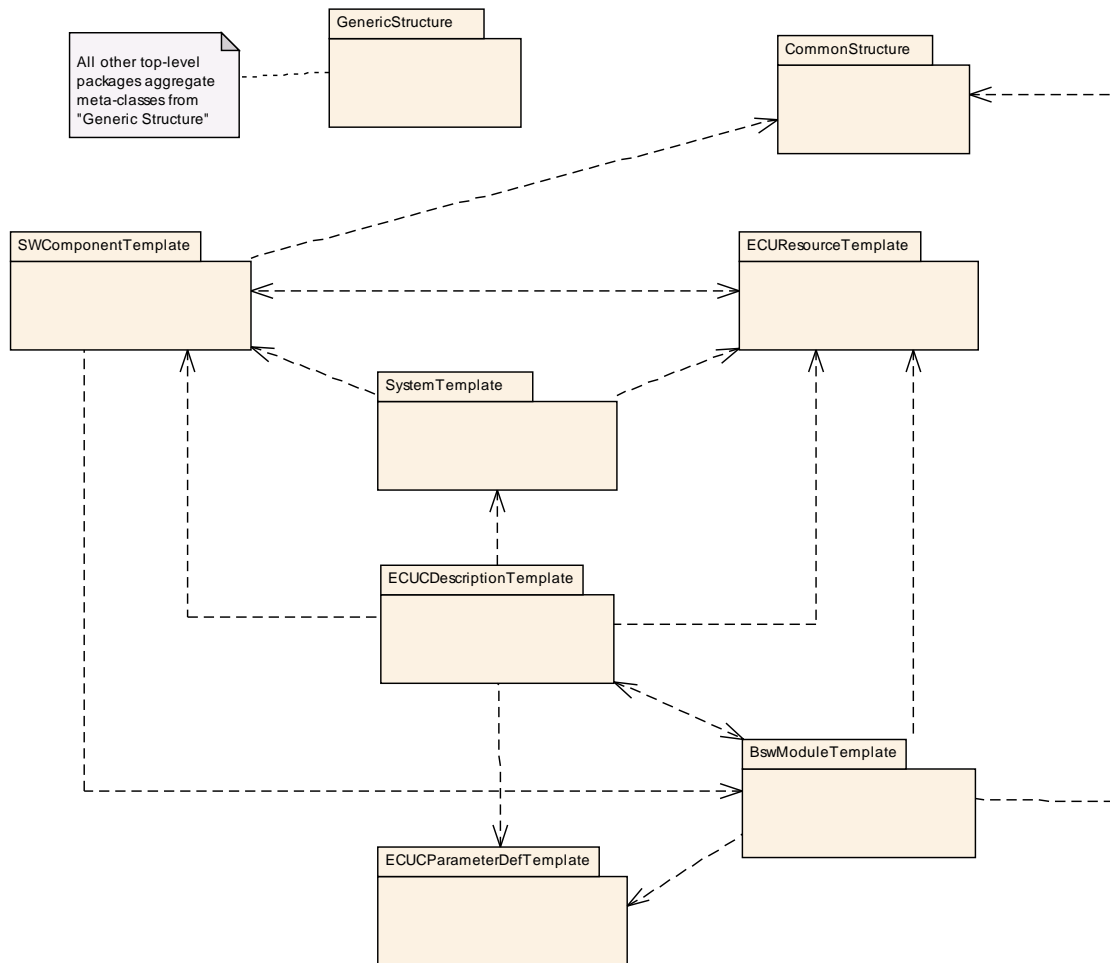 GenericStructure
CommonStructure
All other top-level
packages aggregate
meta-classes from
"Generic Structure"
SWComponentTemplate
ECUResourceTemplate
SystemTemplate
ECUCDescriptionTemplate
BswModuleTemplate
ECUCParameterDefTemplate